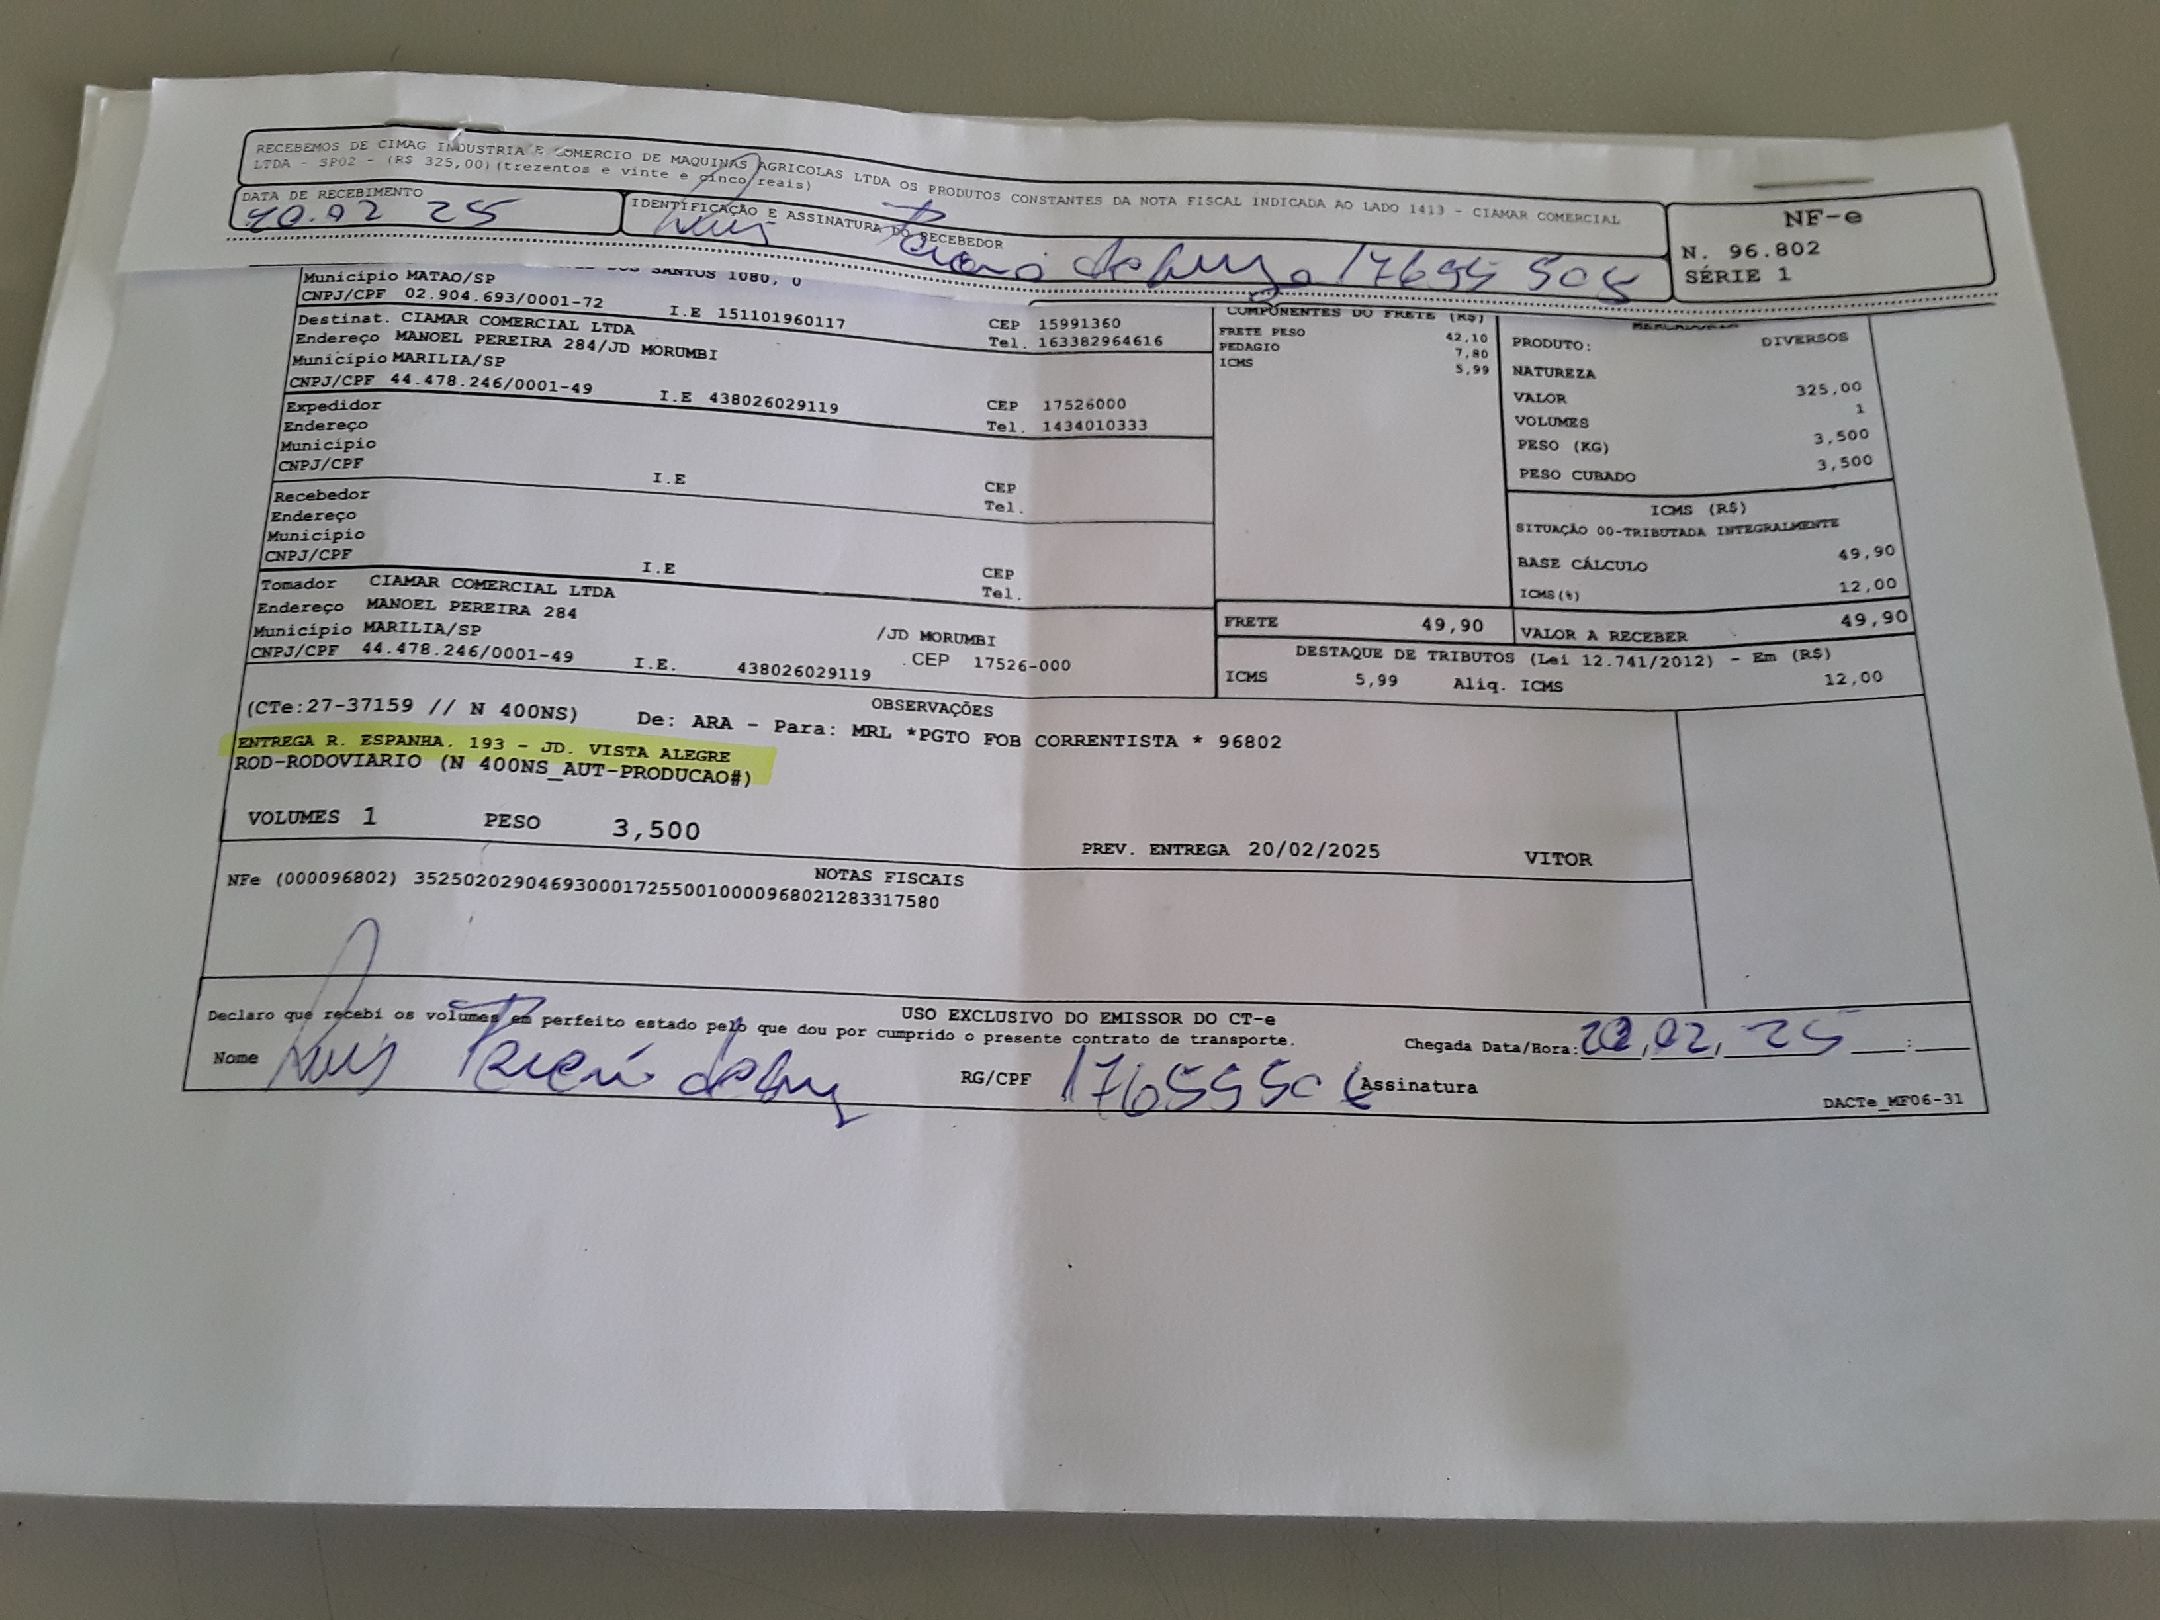 RECEBEMOS DE CIMAG INDUSTRIA E COMERCIO DE MAQUINAS AGRICOLAS LTDA OS PRODUTOS CONSTANTES DA NOTA FISCAL INDICADA AO LADO 1413 - CIAMAR COMERCIAL
LTDA - SP02 - (R$ 325,00)(trezentos e vinte e cinco reais)
DATA DE RECEBIMENTO
02 25
IDENTIFICAÇÃO E ASSINATURA DO RECEBEDOR
Luis
NF-e
N. 96.802
SÉRIE 1
DOS SANTOS 1080, 0
Município MATAO/SP
CNPJ/CPF 02.904.693/0001-72 I.E 151101960117
CEP 15991360
Tel. 163382964616
Destinat. CIAMAR COMERCIAL LTDA
Endereço MANOEL PEREIRA 284/JD MORUMBI
Município MARILIA/SP
CNPJ/CPF 44.478.246/0001-49 I.E 438026029119
CEP 17526000
Tel. 1434010333
Expedidor
Endereço
Município
CNPJ/CPF I.E CEP
Tel.
Recebedor
Endereço
Município
CNPJ/CPF I.E CEP
Tel.
Tomador CIAMAR COMERCIAL LTDA
Endereço MANOEL PEREIRA 284
Município MARILIA/SP /JD MORUMBI
CNPJ/CPF 44.478.246/0001-49 I.E. 438026029119 .CEP 17526-000
COMPONENTES DO FRETE (R$)
FRETE PESO 42,10
PEDAGIO 7,80
ICMS 5,99
FRETE 49,90
PRODUTO: DIVERSOS
NATUREZA
VALOR 325,00
VOLUMES 1
PESO (KG) 3,500
PESO CUBADO 3,500
ICMS (R$)
SITUAÇÃO 00-TRIBUTADA INTEGRALMENTE
BASE CÁLCULO 49,90
ICMS(%) 12,00
VALOR A RECEBER 49,90
DESTAQUE DE TRIBUTOS (Lei 12.741/2012) - Em (R$)
ICMS 5,99 Aliq. ICMS 12,00
OBSERVAÇÕES
(CTe:27-37159 // N 400NS) De: ARA - Para: MRL *PGTO FOB CORRENTISTA * 96802
ENTREGA R. ESPANHA. 193 - JD. VISTA ALEGRE
ROD-RODOVIARIO (N 400NS_AUT-PRODUCAO#)
VOLUMES 1 PESO 3,500
PREV. ENTREGA 20/02/2025 VITOR
NOTAS FISCAIS
NFe (000096802) 35250202904693000172550010000968021283317580
USO EXCLUSIVO DO EMISSOR DO CT-e
Declaro que recebi os volumes em perfeito estado pelo que dou por cumprido o presente contrato de transporte.
Chegada Data/Hora: 20,02, 25 :
Nome Luis RG/CPF Assinatura
DACTe_MF06-31